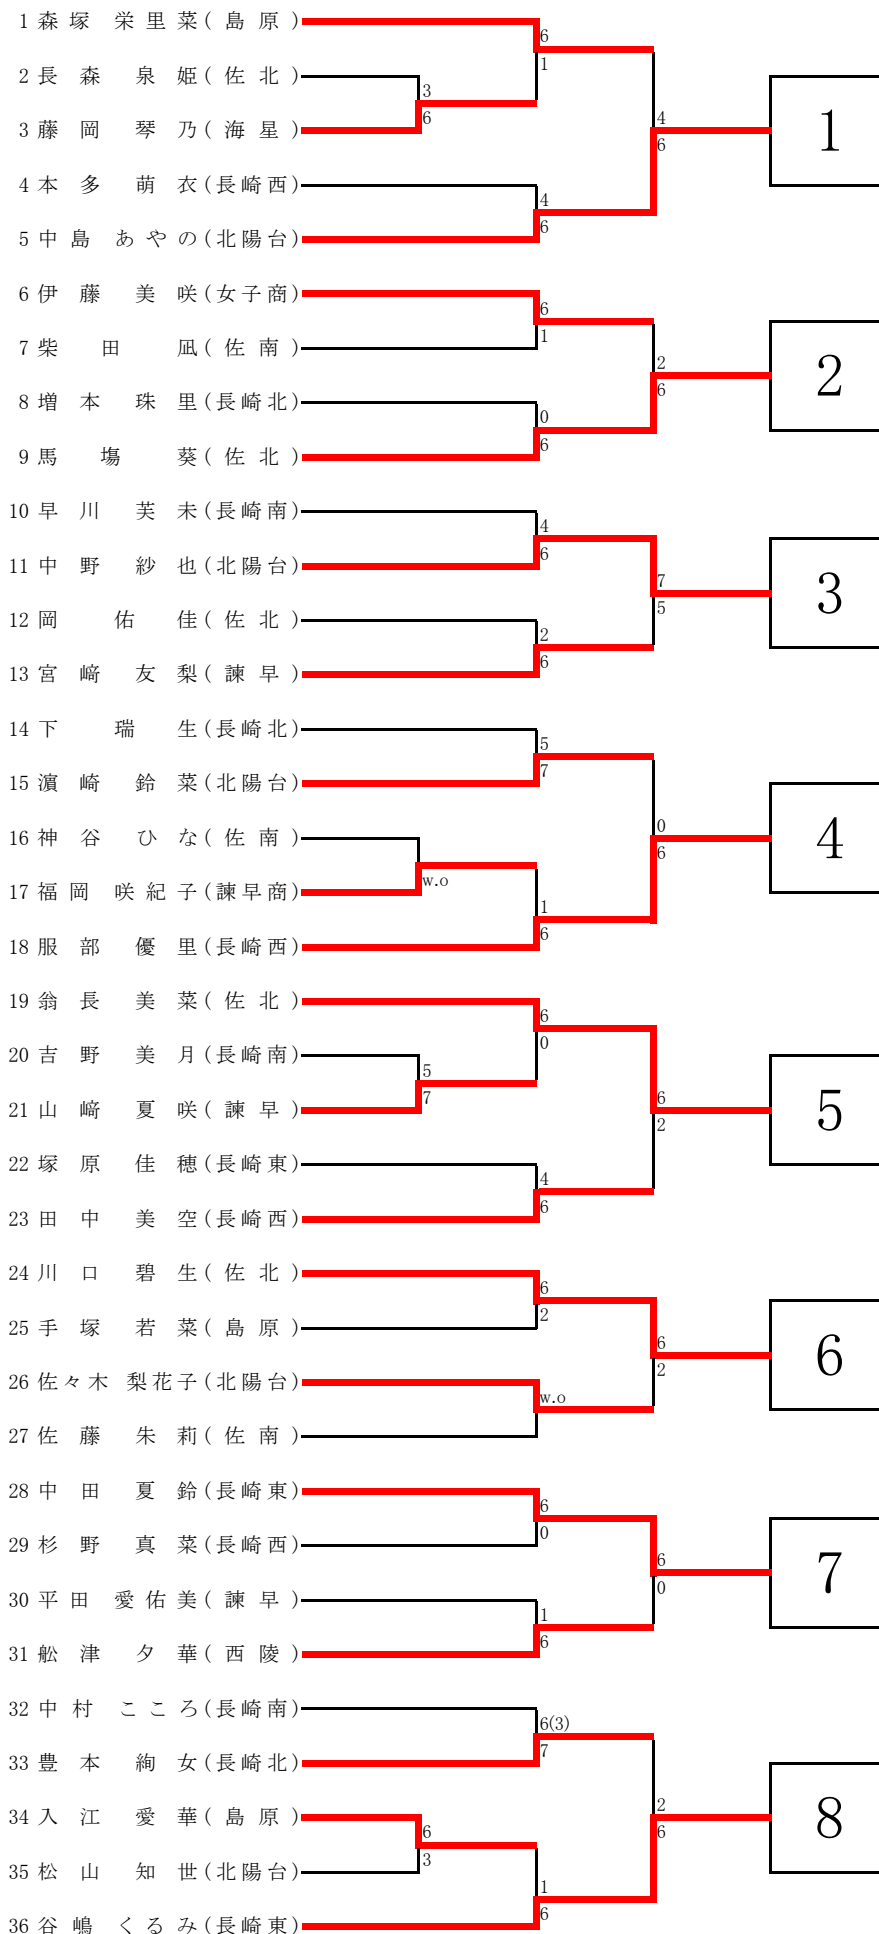 1 森塚 栄里菜(島原)
6
2 長森 泉姫(佐北)
1
3
3 藤岡 琴乃(海星)
6
4
6
1
4 本多 萌衣(長崎西)
4
5 中島 あやの(北陽台)
6
6 伊藤 美咲(女子商)
6
7 柴田 凪(佐南)
1
2
6
2
8 増本 珠里(長崎北)
0
9 馬塲 葵(佐北)
6
10 早川 芙未(長崎南)
4
11 中野 紗也(北陽台)
6
7
5
3
12 岡 佑佳(佐北)
2
13 宮﨑 友梨(諫早)
6
14 下 瑞生(長崎北)
5
15 濵崎 鈴菜(北陽台)
7
16 神谷 ひな(佐南)
0
6
4
17 福岡 咲紀子(諫早商)
w.o
1
18 服部 優里(長崎西)
6
19 翁長 美菜(佐北)
6
20 吉野 美月(長崎南)
0
5
21 山﨑 夏咲(諫早)
7
6
2
5
22 塚原 佳穂(長崎東)
4
23 田中 美空(長崎西)
6
24 川口 碧生(佐北)
6
25 手塚 若菜(島原)
2
6
2
6
26 佐々木 梨花子(北陽台)
w.o
27 佐藤 朱莉(佐南)
28 中田 夏鈴(長崎東)
6
29 杉野 真菜(長崎西)
0
6
0
7
30 平田 愛佑美(諫早)
1
31 舩津 夕華(西陵)
6
32 中村 こころ(長崎南)
6(3)
33 豊本 絢女(長崎北)
7
34 入江 愛華(島原)
6
2
6
8
35 松山 知世(北陽台)
3
1
36 谷嶋 くるみ(長崎東)
6